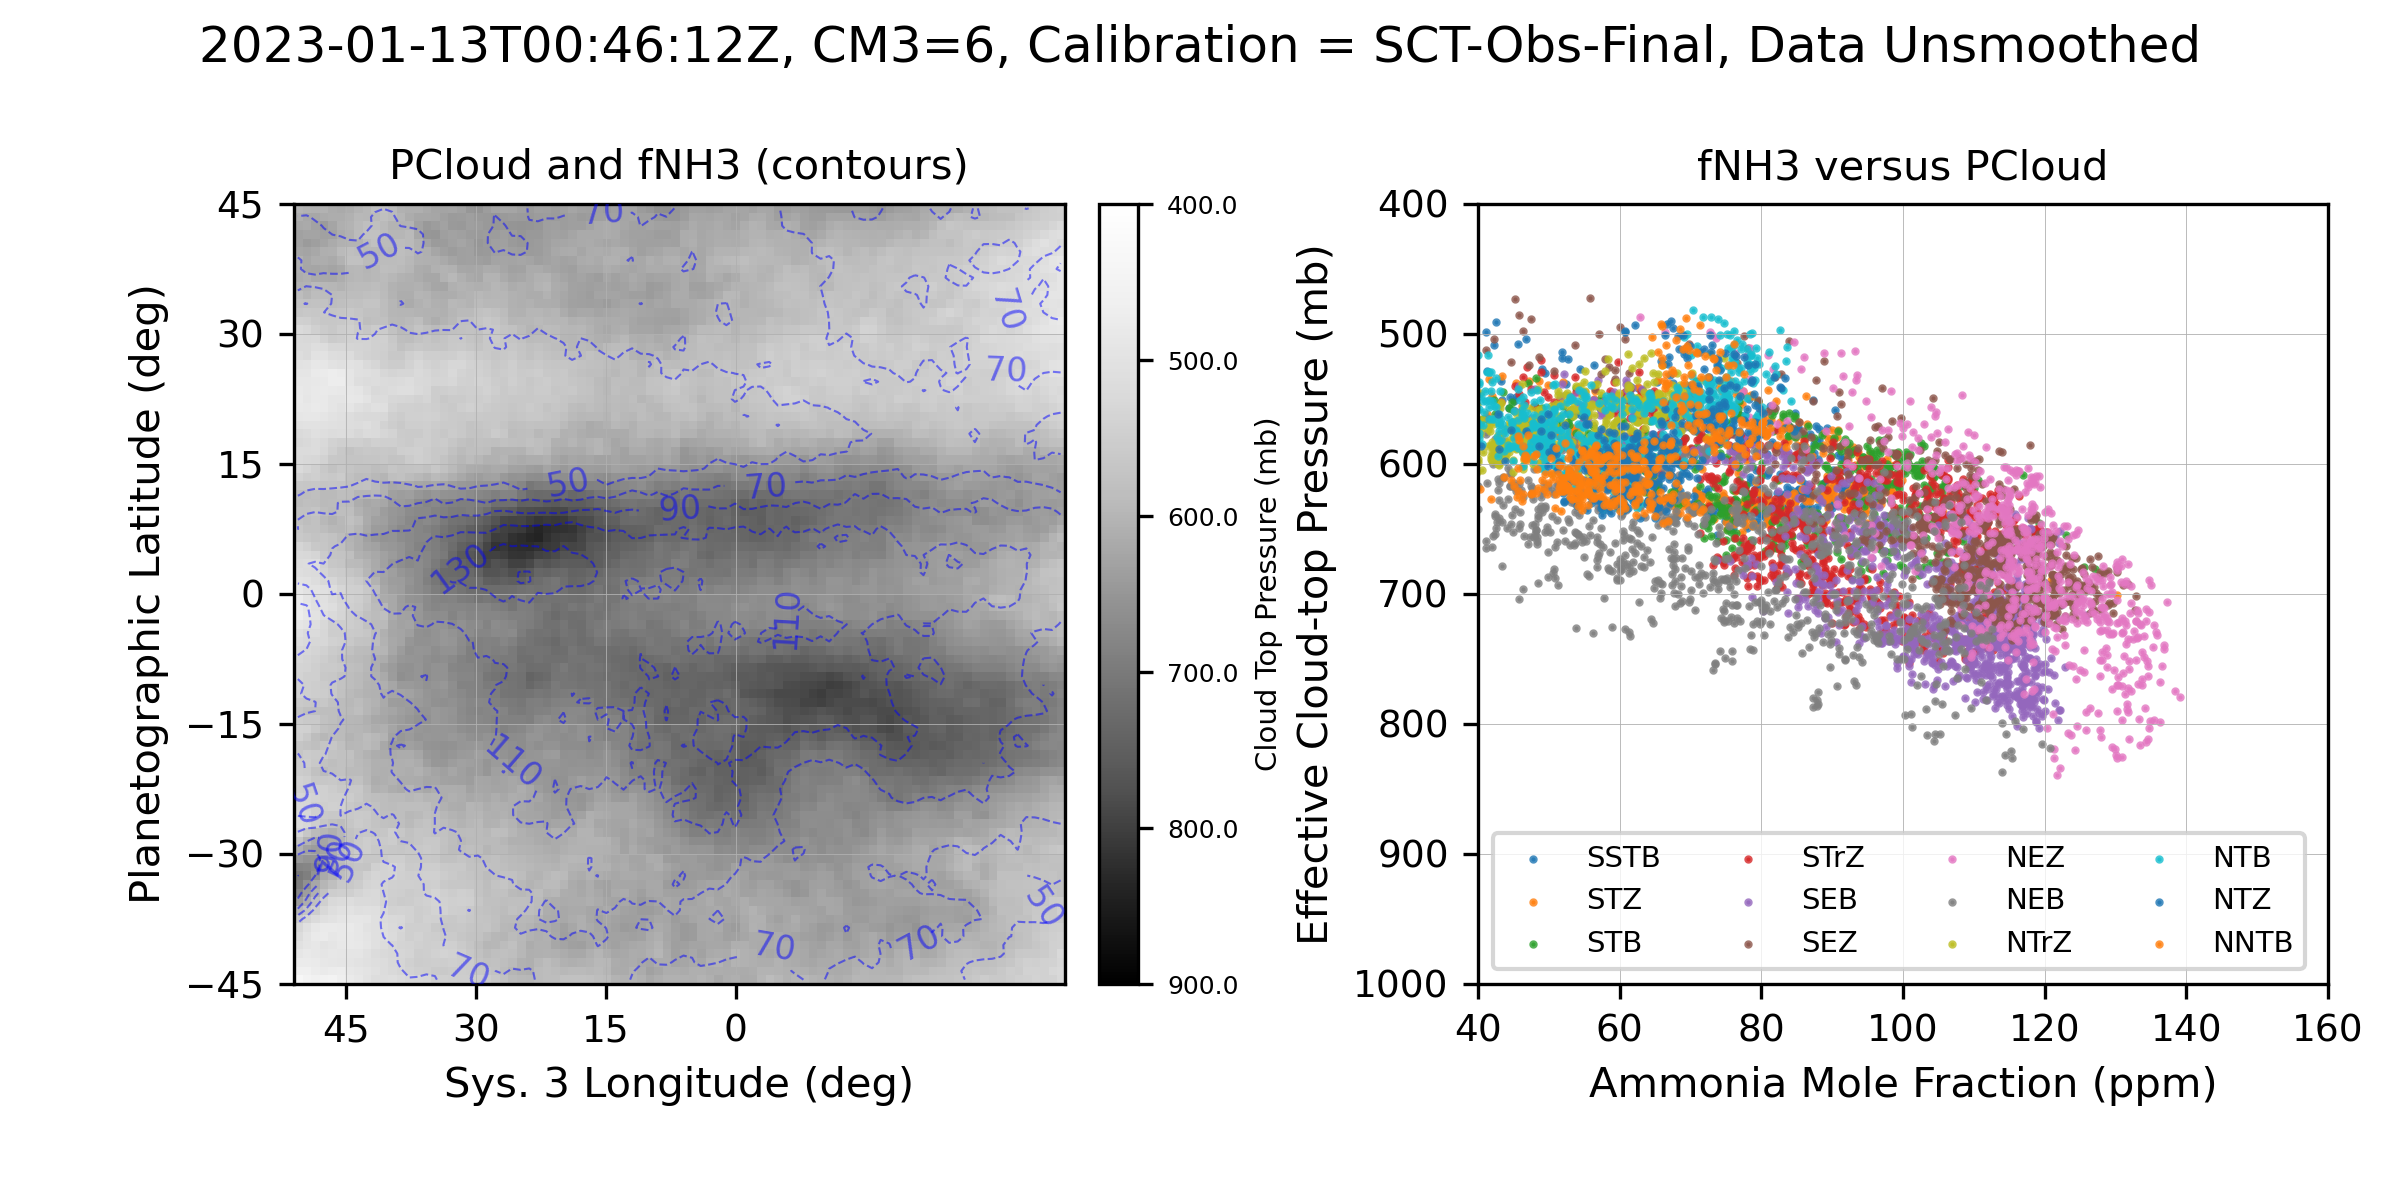 2023-01-13T00:46:12Z, CM3=6, Calibration = SCT-Obs-Final, Data Unsmoothed
PCloud and fNH3 (contours)
Planetographic Latitude (deg)
45
30
15
0
−15
−30
−45
45
30
15
0
Sys. 3 Longitude (deg)
70
50
70
70
50
70
90
130
110
110
50
50
50
70
70
70
400.0
500.0
600.0
700.0
800.0
900.0
Cloud Top Pressure (mb)
fNH3 versus PCloud
Effective Cloud-top Pressure (mb)
400
500
600
700
800
900
1000
SSTB
STZ
STB
STrZ
SEB
SEZ
NEZ
NEB
NTrZ
NTB
NTZ
NNTB
40
60
80
100
120
140
160
Ammonia Mole Fraction (ppm)